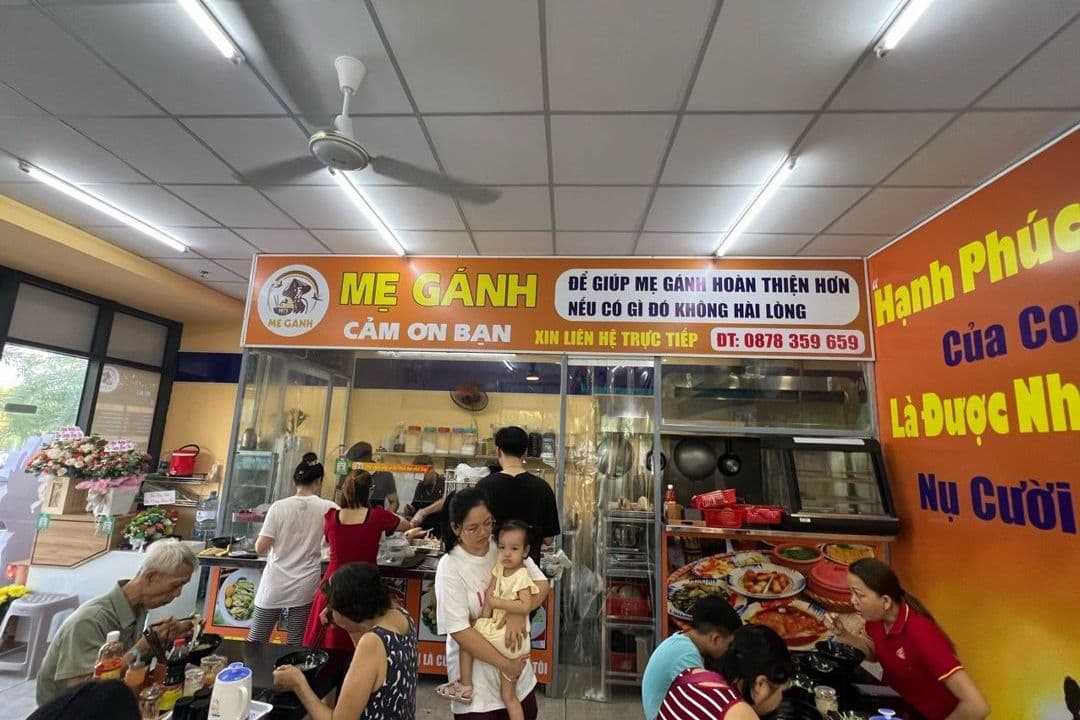 MẸ GÁNH
MẸ GÁNH
CẢM ƠN BẠN
ĐỂ GIÚP MẸ GÁNH HOÀN THIỆN HƠN
NẾU CÓ GÌ ĐÓ KHÔNG HÀI LÒNG
XIN LIÊN HỆ TRỰC TIẾP
ĐT: 0878 359 659
"Hạnh Phúc
Của Co
Là Được Nh
Nụ Cười